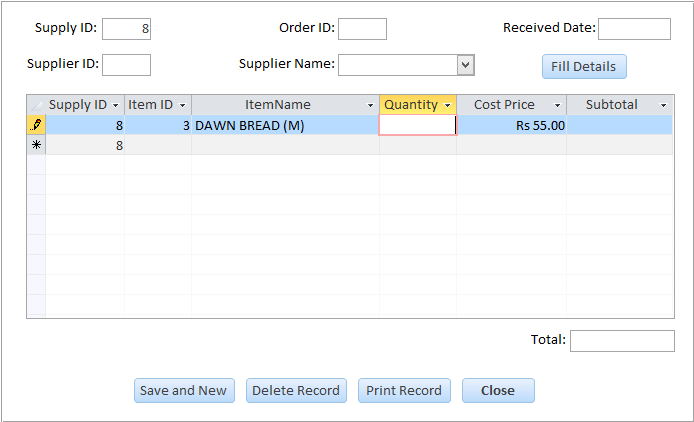 Supply ID: 8 Order ID: Received Date:
Supplier ID: Supplier Name: Fill Details
Supply ID Item ID ItemName Quantity Cost Price Subtotal
8 3 DAWN BREAD (M) Rs 55.00
8
Total:
Save and New Delete Record Print Record Close